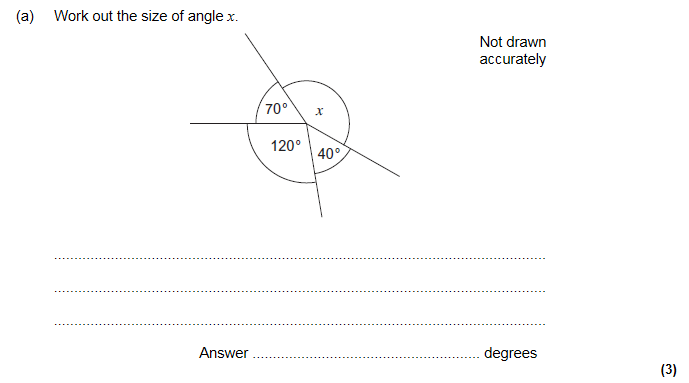 (a) Work out the size of angle x.
Not drawn
accurately
70°
x
120°
40°
Answer ........................................................ degrees
(3)